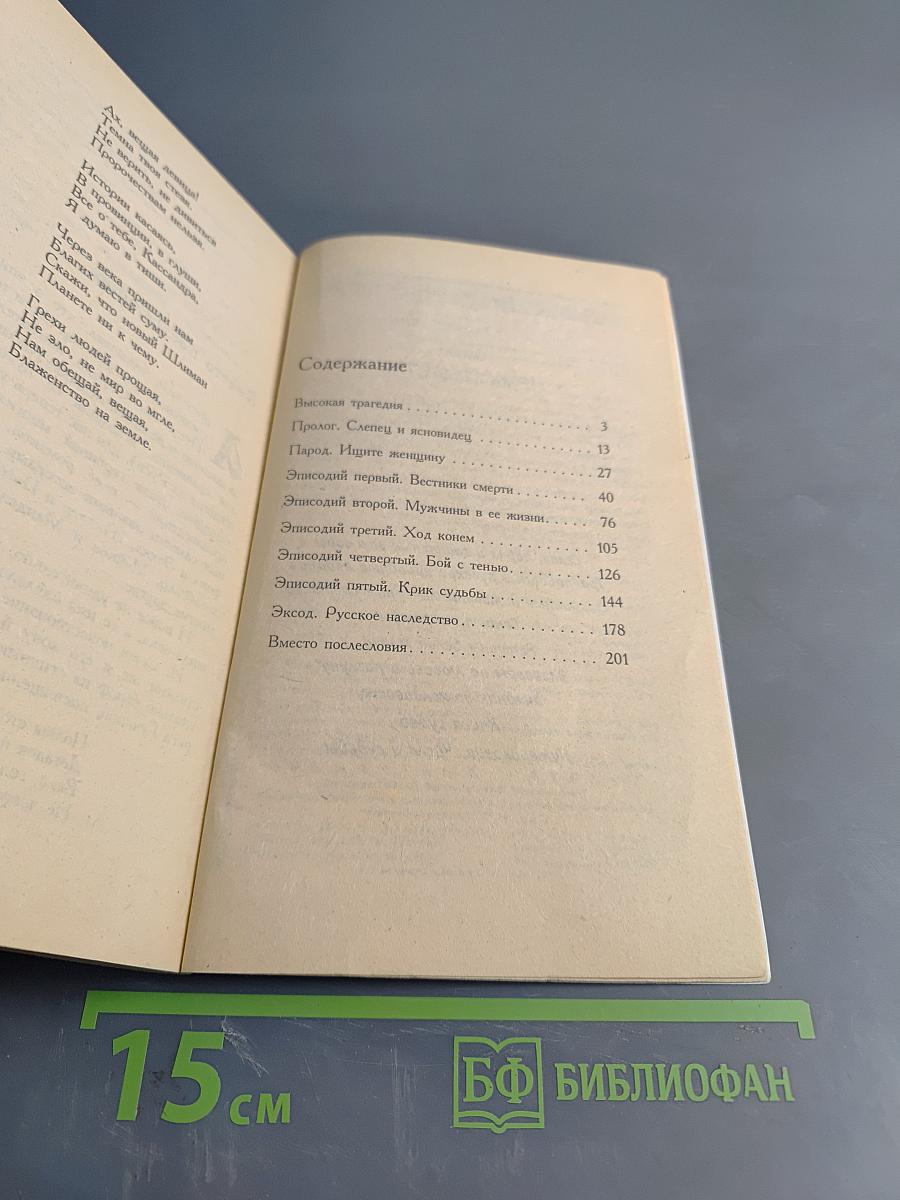 Ах, вещая девица!
Темна твоя стезя.
Не верить, не дивиться
Пророчествам нельзя.
Истории касаясь,
В провинции, в глуши,
Все о тебе, Кассандра,
Я думаю в тиши.
Через века пришли нам
Благих вестей суму.
Скажи, что новый Шлиман
Планете ни к чему.
Грехи людей прощая,
Не зло, не мир во мгле,
Нам обещай, вещая,
Блаженство на земле.
Содержание
Высокая трагедия . . . . . . . . . . . . . . . . . . . 3
Пролог. Слепец и ясновидец . . . . . . . . . . . . 13
Парод. Ищите женщину . . . . . . . . . . . . . . 27
Эписодий первый. Вестники смерти . . . . . . . . 40
Эписодий второй. Мужчины в ее жизни. . . . . 76
Эписодий третий. Ход конем . . . . . . . . . . . 105
Эписодий четвертый. Бой с тенью. . . . . . . . . 126
Эписодий пятый. Крик судьбы . . . . . . . . . . . 144
Эксод. Русское наследство . . . . . . . . . . . . . . 178
Вместо послесловия. . . . . . . . . . . . . . . . . . . 201
15 см
БФ БИБЛИОФАН